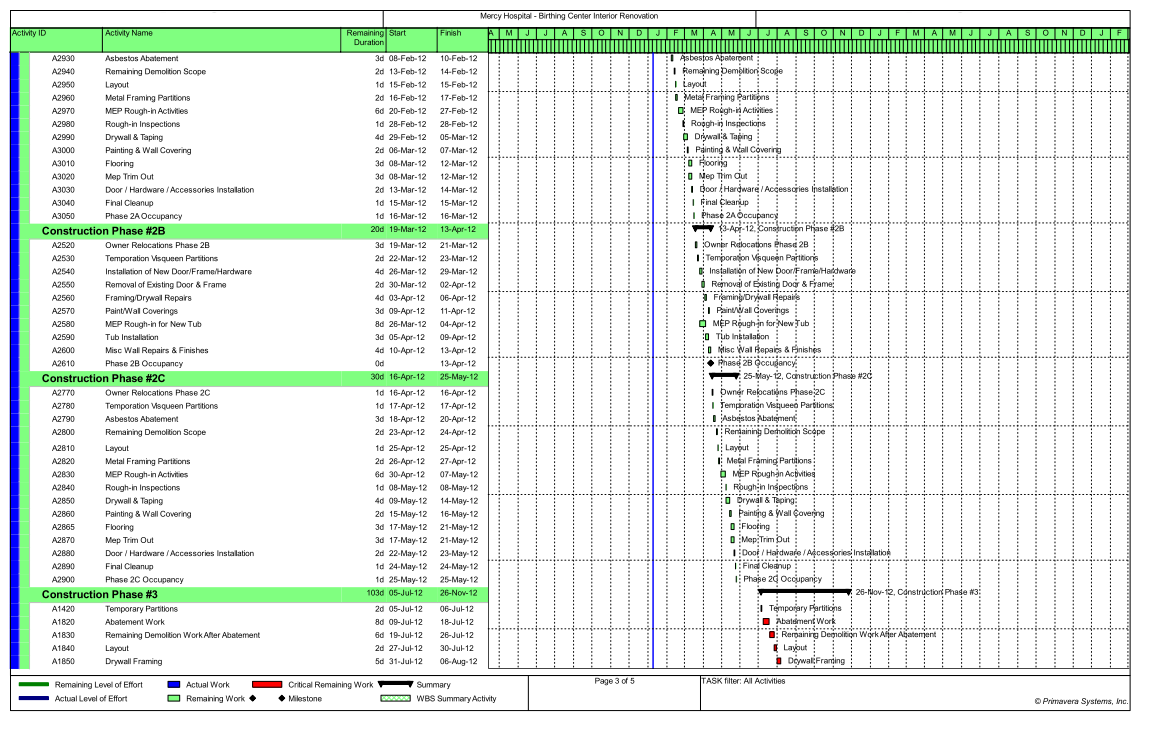 Mercy Hospital - Birthing Center Interior Renovation
Activity ID Activity Name Remaining Duration Start Finish A M J J A S O N D J F M A M J J A S O N D J F M A M J J A S O N D J F
A2930 Asbestos Abatement 3d 08-Feb-12 10-Feb-12 Asbestos Abatement
A2940 Remaining Demolition Scope 2d 13-Feb-12 14-Feb-12 Remaining Demolition Scope
A2950 Layout 1d 15-Feb-12 15-Feb-12 Layout
A2960 Metal Framing Partitions 2d 16-Feb-12 17-Feb-12 Metal Framing Partitions
A2970 MEP Rough-in Activities 6d 20-Feb-12 27-Feb-12 MEP Rough-in Activities
A2980 Rough-in Inspections 1d 28-Feb-12 28-Feb-12 Rough-in Inspections
A2990 Drywall & Taping 4d 29-Feb-12 05-Mar-12 Drywall & Taping
A3000 Painting & Wall Covering 2d 06-Mar-12 07-Mar-12 Painting & Wall Covering
A3010 Flooring 3d 08-Mar-12 12-Mar-12 Flooring
A3020 Mep Trim Out 3d 08-Mar-12 12-Mar-12 Mep Trim Out
A3030 Door / Hardware / Accessories Installation 2d 13-Mar-12 14-Mar-12 Door / Hardware / Accessories Installation
A3040 Final Cleanup 1d 15-Mar-12 15-Mar-12 Final Cleanup
A3050 Phase 2A Occupancy 1d 16-Mar-12 16-Mar-12 Phase 2A Occupancy
Construction Phase #2B 20d 19-Mar-12 13-Apr-12 13-Apr-12, Construction Phase #2B
A2520 Owner Relocations Phase 2B 3d 19-Mar-12 21-Mar-12 Owner Relocations Phase 2B
A2530 Temporation Visqueen Partitions 2d 22-Mar-12 23-Mar-12 Temporation Visqueen Partitions
A2540 Installation of New Door/Frame/Hardware 4d 26-Mar-12 29-Mar-12 Installation of New Door/Frame/Hardware
A2550 Removal of Existing Door & Frame 2d 30-Mar-12 02-Apr-12 Removal of Existing Door & Frame
A2560 Framing/Drywall Repairs 4d 03-Apr-12 06-Apr-12 Framing/Drywall Repairs
A2570 Paint/Wall Coverings 3d 09-Apr-12 11-Apr-12 Paint/Wall Coverings
A2580 MEP Rough-in for New Tub 8d 26-Mar-12 04-Apr-12 MEP Rough-in for New Tub
A2590 Tub Installation 3d 05-Apr-12 09-Apr-12 Tub Installation
A2600 Misc Wall Repairs & Finishes 4d 10-Apr-12 13-Apr-12 Misc Wall Repairs & Finishes
A2610 Phase 2B Occupancy 0d 13-Apr-12 Phase 2B Occupancy
Construction Phase #2C 30d 16-Apr-12 25-May-12 25-May-12, Construction Phase #2C
A2770 Owner Relocations Phase 2C 1d 16-Apr-12 16-Apr-12 Owner Relocations Phase 2C
A2780 Temporation Visqueen Partitions 1d 17-Apr-12 17-Apr-12 Temporation Visqueen Partitions
A2790 Asbestos Abatement 3d 18-Apr-12 20-Apr-12 Asbestos Abatement
A2800 Remaining Demolition Scope 2d 23-Apr-12 24-Apr-12 Remaining Demolition Scope
A2810 Layout 1d 25-Apr-12 25-Apr-12 Layout
A2820 Metal Framing Partitions 2d 26-Apr-12 27-Apr-12 Metal Framing Partitions
A2830 MEP Rough-in Activities 6d 30-Apr-12 07-May-12 MEP Rough-in Activities
A2840 Rough-in Inspections 1d 08-May-12 08-May-12 Rough-in Inspections
A2850 Drywall & Taping 4d 09-May-12 14-May-12 Drywall & Taping
A2860 Painting & Wall Covering 2d 15-May-12 16-May-12 Painting & Wall Covering
A2865 Flooring 3d 17-May-12 21-May-12 Flooring
A2870 Mep Trim Out 3d 17-May-12 21-May-12 Mep Trim Out
A2880 Door / Hardware / Accessories Installation 2d 22-May-12 23-May-12 Door / Hardware / Accessories Installation
A2890 Final Cleanup 1d 24-May-12 24-May-12 Final Cleanup
A2900 Phase 2C Occupancy 1d 25-May-12 25-May-12 Phase 2C Occupancy
Construction Phase #3 103d 05-Jul-12 26-Nov-12 26-Nov-12, Construction Phase #3
A1420 Temporary Partitions 2d 05-Jul-12 06-Jul-12 Temporary Partitions
A1820 Abatement Work 8d 09-Jul-12 18-Jul-12 Abatement Work
A1830 Remaining Demolition Work After Abatement 6d 19-Jul-12 26-Jul-12 Remaining Demolition Work After Abatement
A1840 Layout 2d 27-Jul-12 30-Jul-12 Layout
A1850 Drywall Framing 5d 31-Jul-12 06-Aug-12 Drywall Framing
Remaining Level of Effort Actual Work Critical Remaining Work Summary Page 3 of 5 TASK filter: All Activities
Actual Level of Effort Remaining Work Milestone WBS Summary Activity
© Primavera Systems, Inc.